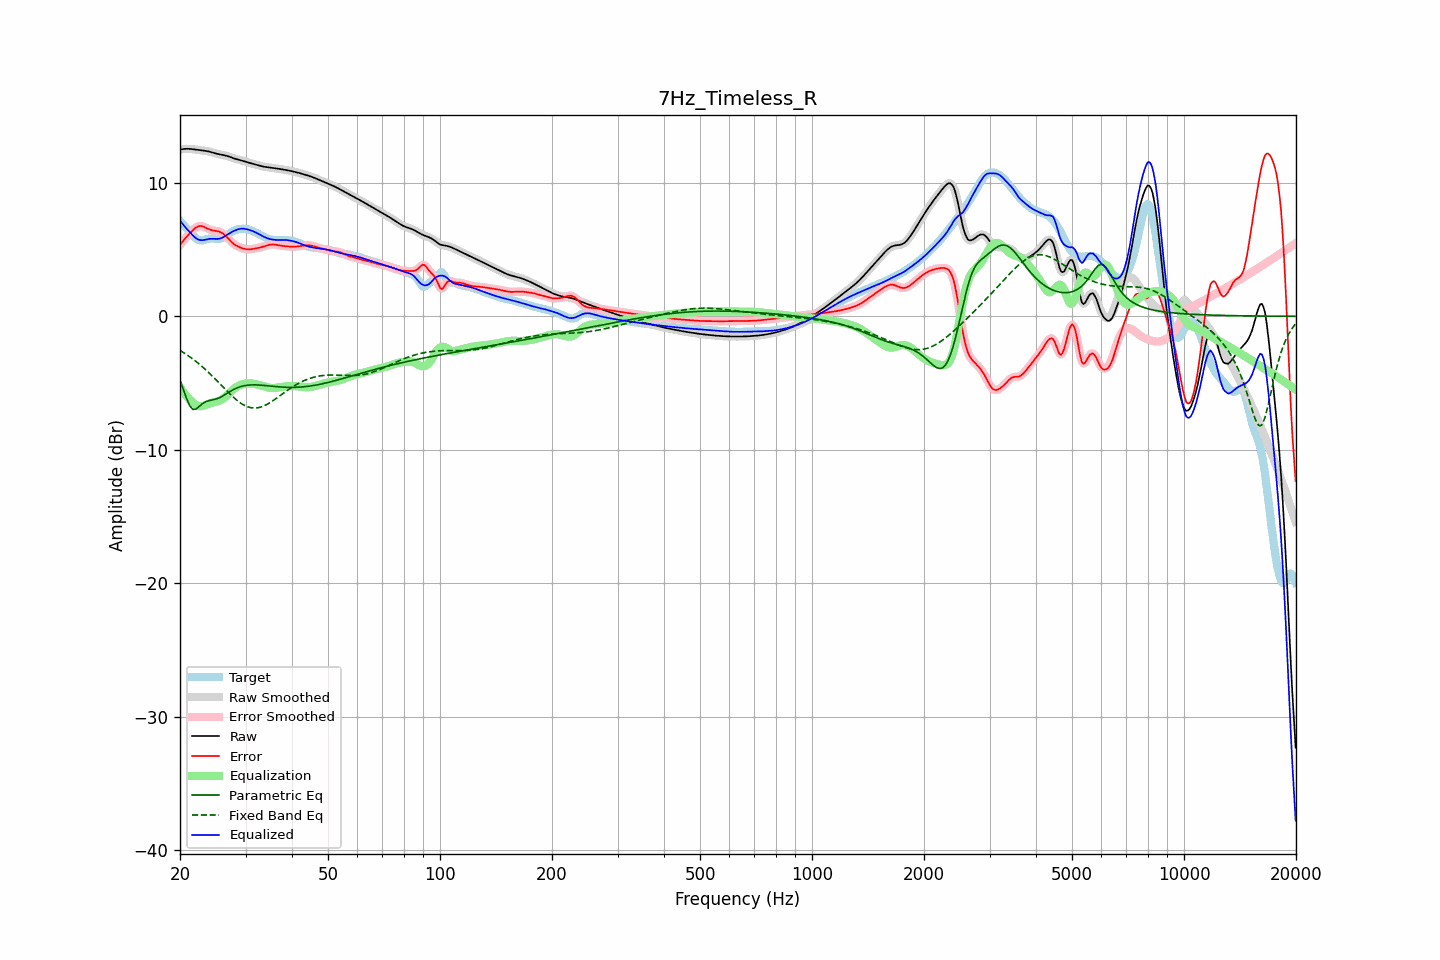 7Hz_Timeless_R
10
0
−10
−20
−30
−40
Amplitude (dBr)
Target
Raw Smoothed
Error Smoothed
Raw
Error
Equalization
Parametric Eq
Fixed Band Eq
Equalized
20 50 100 200 500 1000 2000 5000 10000 20000
Frequency (Hz)